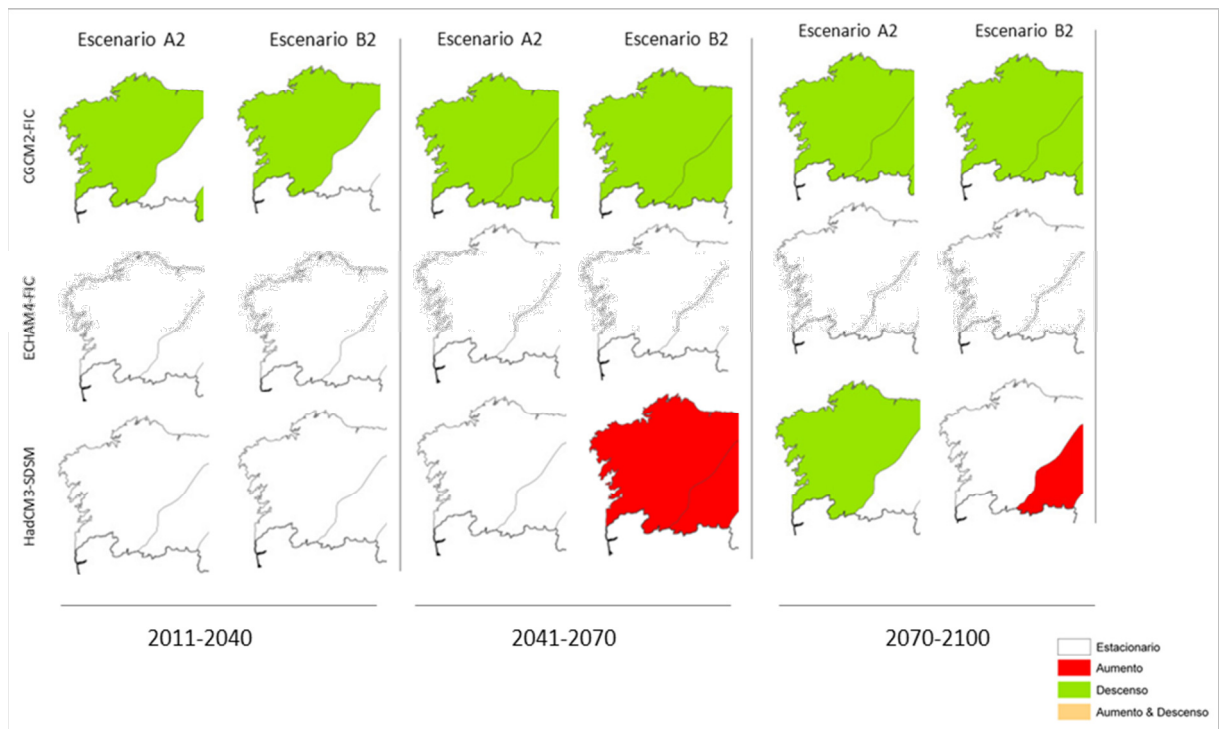 Escenario A2
Escenario B2
Escenario A2
Escenario B2
Escenario A2
Escenario B2
CGCM2-FIC
ECHAM4-FIC
HadCM3-SDSM
2011-2040
2041-2070
2070-2100
Estacionario
Aumento
Descenso
Aumento & Descenso